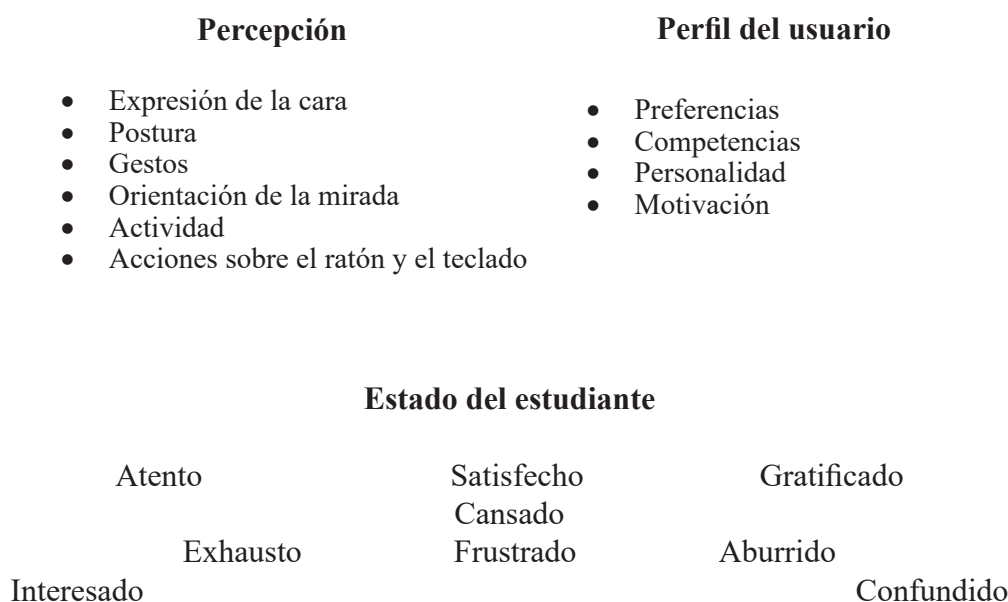 Percepción
Perfil del usuario
• Expresión de la cara
• Postura
• Gestos
• Orientación de la mirada
• Actividad
• Acciones sobre el ratón y el teclado
• Preferencias
• Competencias
• Personalidad
• Motivación
Estado del estudiante
Atento Satisfecho Gratificado
Cansado
Exhausto Frustrado Aburrido
Interesado Confundido